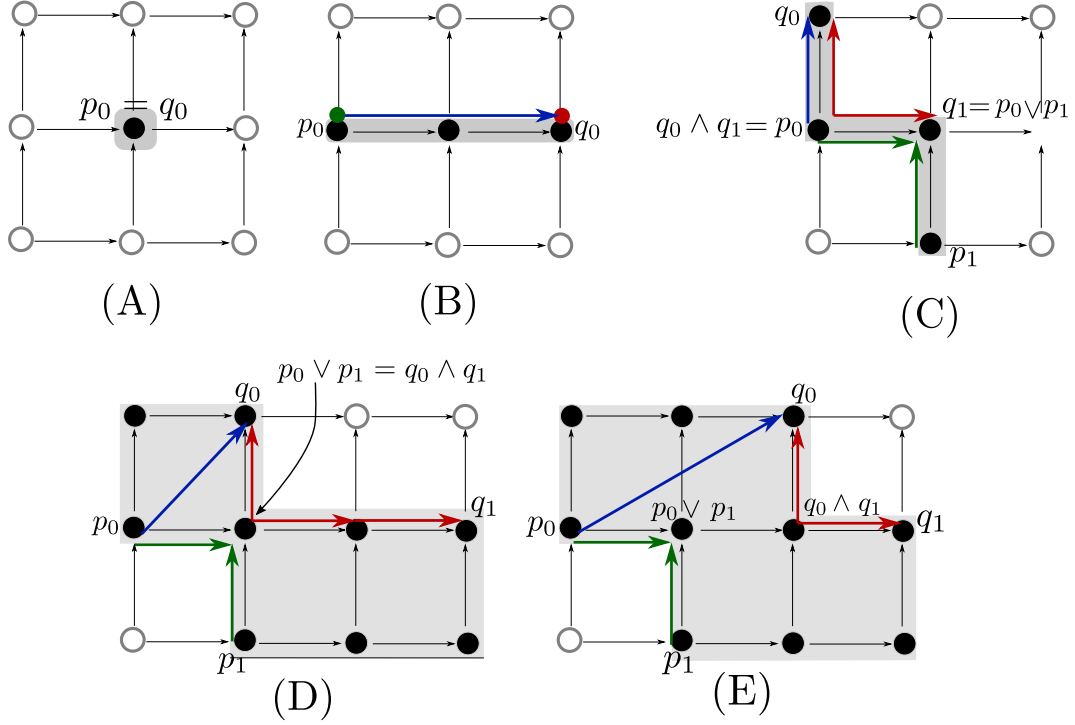 p₀ = q₀
(A)
p₀
q₀
(B)
q₀
q₀ ∧ q₁ = p₀
q₁ = p₀ ∨ p₁
p₁
(C)
p₀ ∨ p₁ = q₀ ∧ q₁
q₀
p₀
q₁
p₁
(D)
q₀
p₀
p₀ ∨ p₁
q₀ ∧ q₁
q₁
p₁
(E)